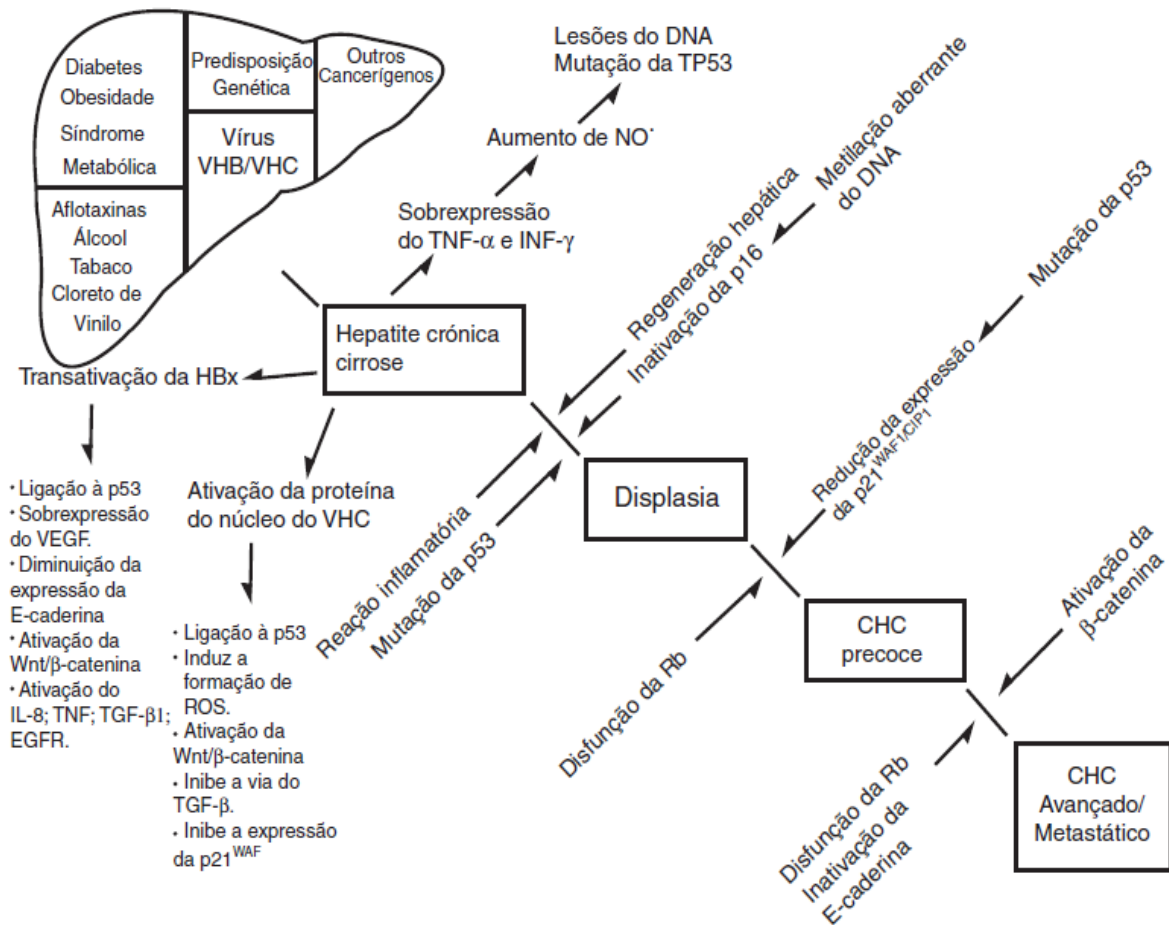 Diabetes
Obesidade
Síndrome
Metabólica
Predisposição
Genética
Outros
Cancerígenos
Vírus
VHB/VHC
Aflotaxinas
Álcool
Tabaco
Cloreto de
Vinilo
Lesões do DNA
Mutação da TP53
Aumento de NO˙
Sobrexpressão
do TNF-α e INF-γ
Hepatite crónica
cirrose
Transativação da HBx
• Ligação à p53
• Sobrexpressão
do VEGF.
• Diminuição da
expressão da
E-caderina
• Ativação da
Wnt/β-catenina
• Ativação do
IL-8; TNF; TGF-β1;
EGFR.
Ativação da proteína
do núcleo do VHC
• Ligação à p53
• Induz a
formação de
ROS.
• Ativação da
Wnt/β-catenina
• Inibe a via do
TGF-β.
• Inibe a expressão
da p21WAF
Regeneração hepática
Inativação da p16
Metilação aberrante
do DNA
Reação inflamatória
Mutação da p53
Displasia
Mutação da p53
Redução da expressão
da p21WAF1/CIP1
Disfunção da Rb
CHC
precoce
Ativação da
β-catenina
Disfunção da Rb
Inativação da
E-caderina
CHC
Avançado/
Metastático